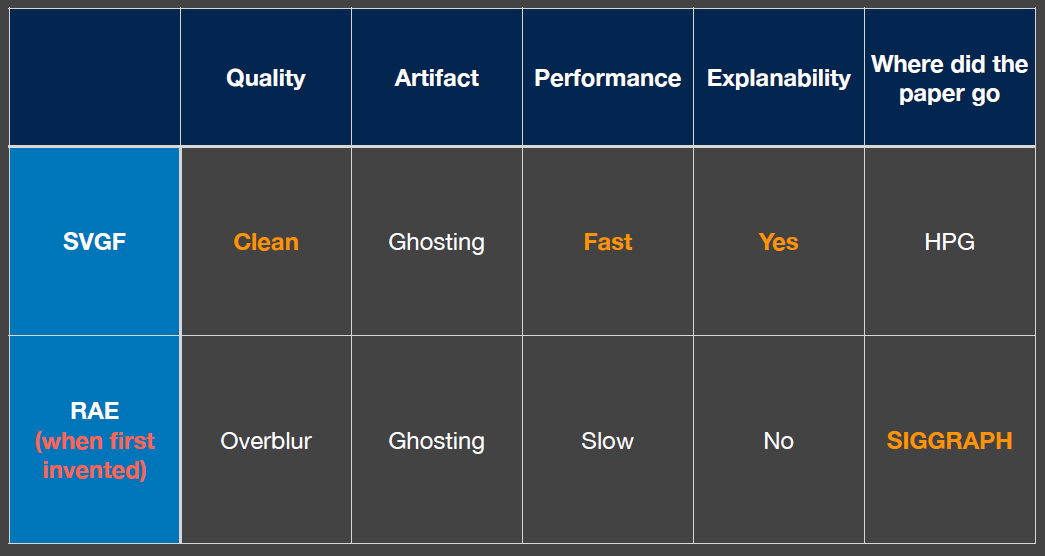 Quality
Artifact
Performance
Explanability
Where did the
paper go
SVGF
Clean
Ghosting
Fast
Yes
HPG
RAE
(when first
invented)
Overblur
Ghosting
Slow
No
SIGGRAPH